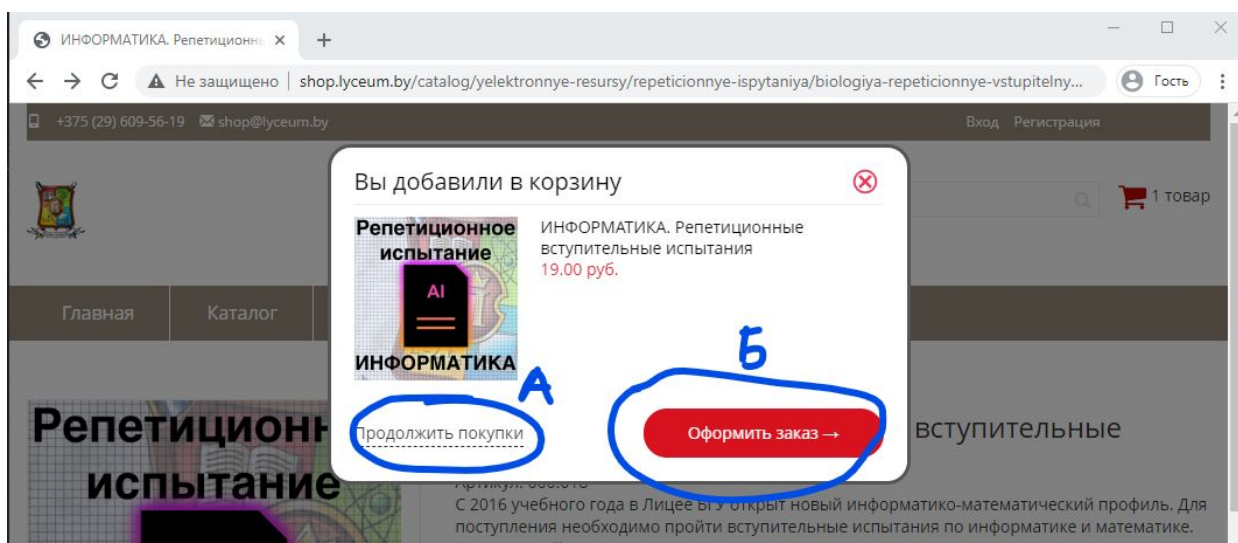 ИНФОРМАТИКА. Репетиционн
Не защищено | shop.lyceum.by/catalog/yelektronnye-resursy/repeticionnye-ispytaniya/biologiya-repeticionnye-vstupitelny...
Гость
+375 (29) 609-56-19 shop@lyceum.by
Вход Регистрация
Вы добавили в корзину
1 товар
Репетиционное
испытание
AI
ИНФОРМАТИКА
ИНФОРМАТИКА. Репетиционные
вступительные испытания
19.00 руб.
Главная
Каталог
А
Б
Продолжить покупки
Оформить заказ →
Репетиционн
испытание
вступительные
С 2016 учебного года в Лицее БГУ открыт новый информатико-математический профиль. Для
поступления необходимо пройти вступительные испытания по информатике и математике.